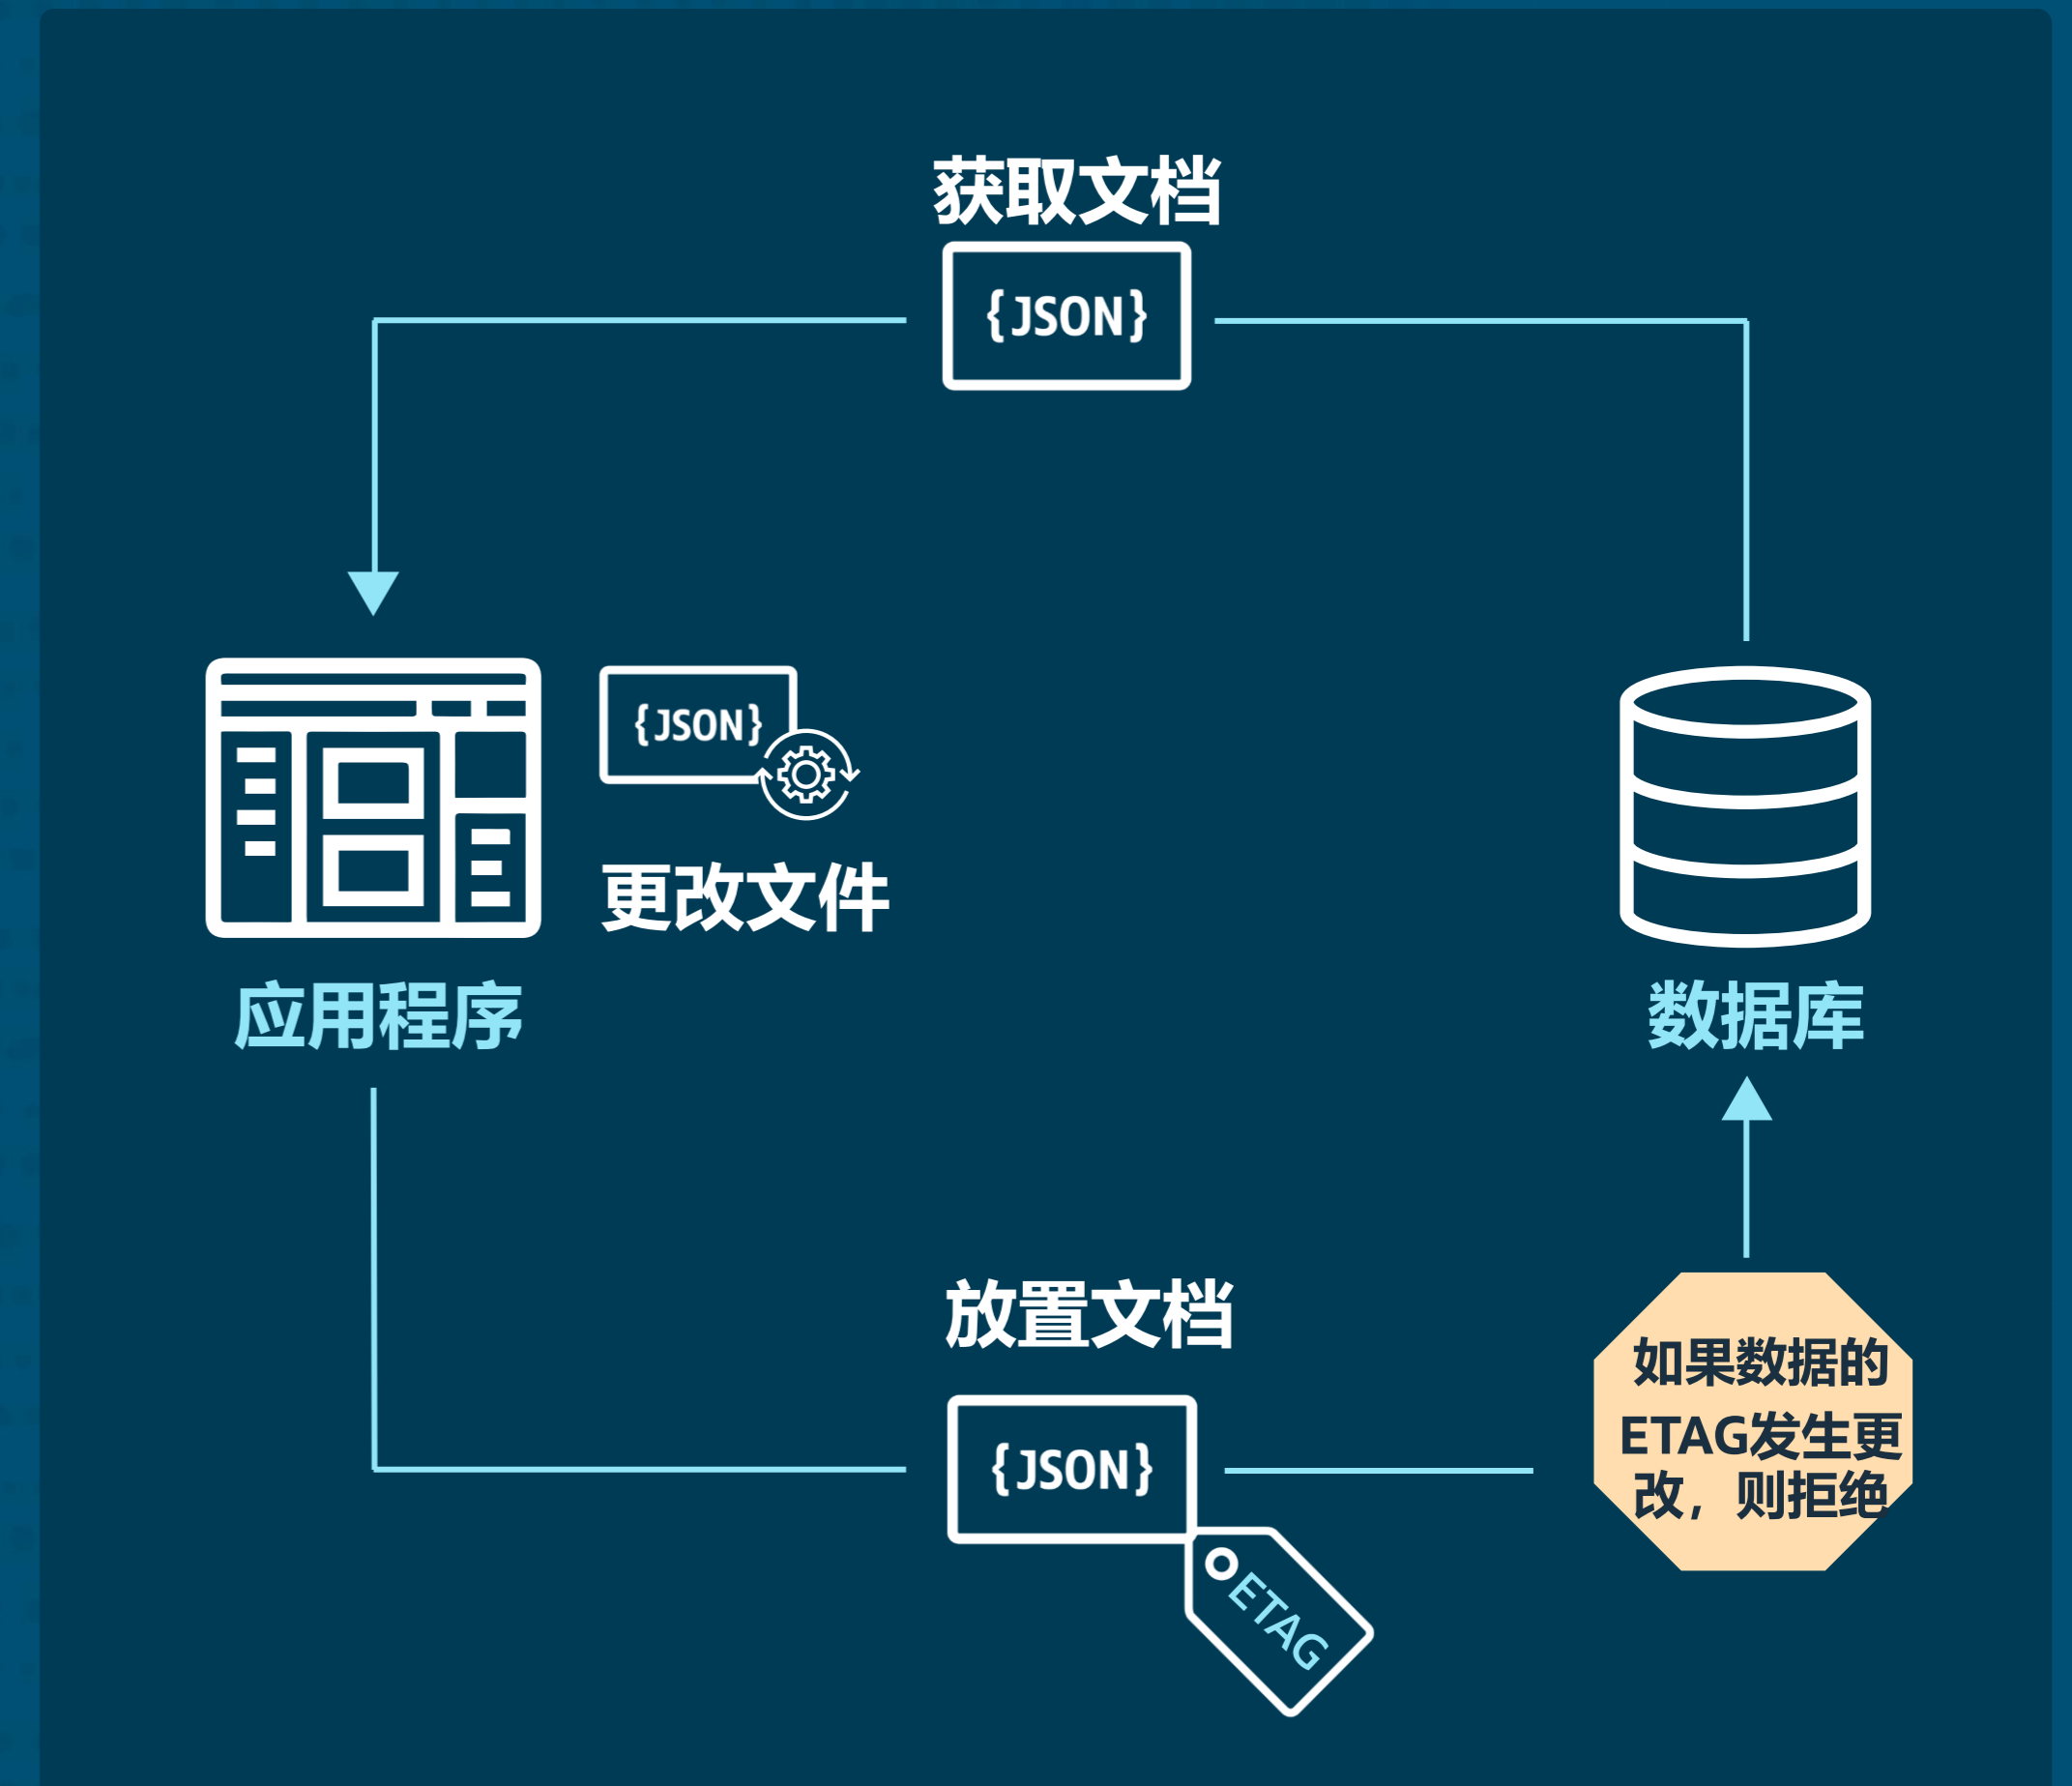 获取文档
{JSON}
{JSON}
更改文件
应用程序
数据库
放置文档
{JSON}
ETAG
如果数据的
ETAG发生更
改，则拒绝